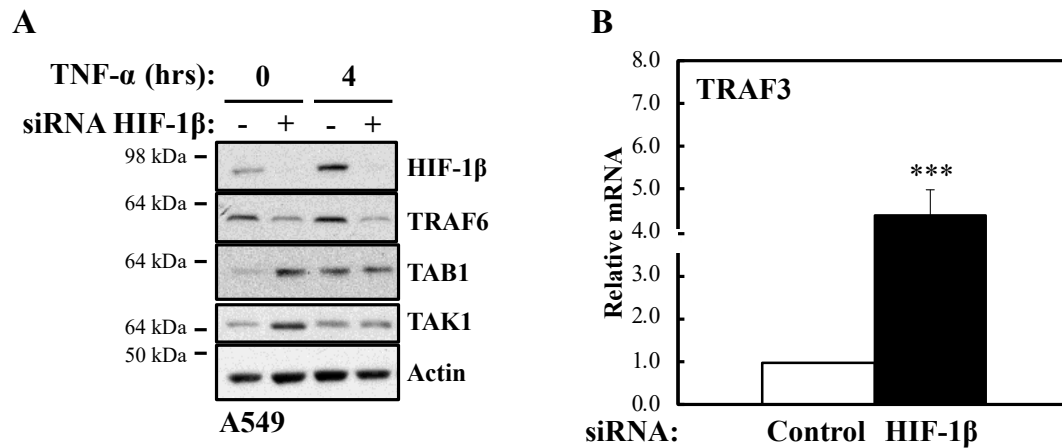 A
TNF-α (hrs): 0 4
siRNA HIF-1β: - + - +
98 kDa HIF-1β
64 kDa TRAF6
64 kDa TAB1
64 kDa TAK1
50 kDa Actin
A549
B
8.0
TRAF3
7.0
6.0
***
5.0
4.0
Relative mRNA
3.0
2.0
1.0
0.0
siRNA: Control HIF-1β